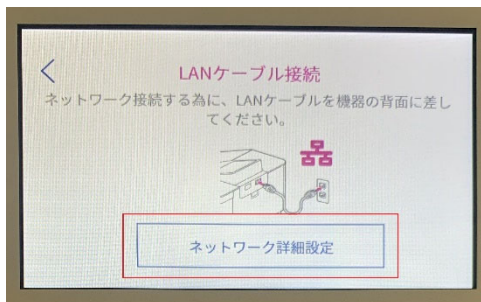 LANケーブル接続
ネットワーク接続する為に、LANケーブルを機器の背面に差し
てください。
ネットワーク詳細設定